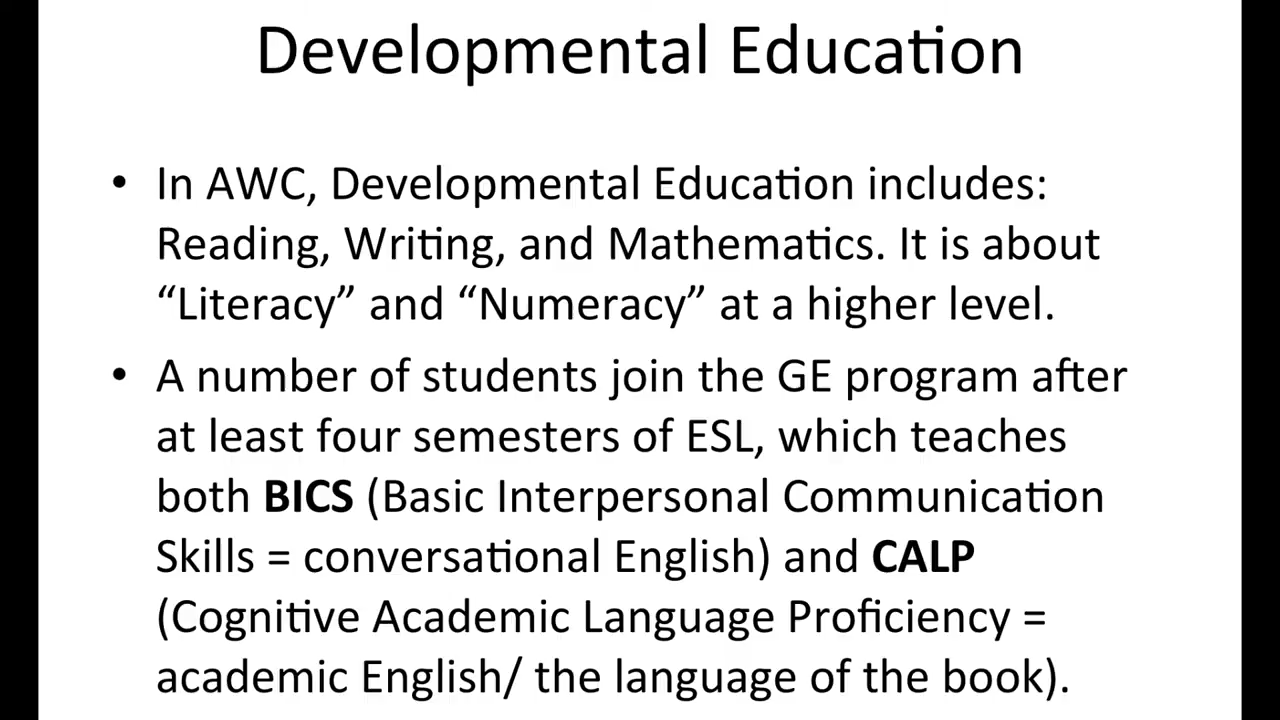 Developmental Education
• In AWC, Developmental Education includes:
Reading, Writing, and Mathematics. It is about
“Literacy” and “Numeracy” at a higher level.
• A number of students join the GE program after
at least four semesters of ESL, which teaches
both BICS (Basic Interpersonal Communication
Skills = conversational English) and CALP
(Cognitive Academic Language Proficiency =
academic English/ the language of the book).